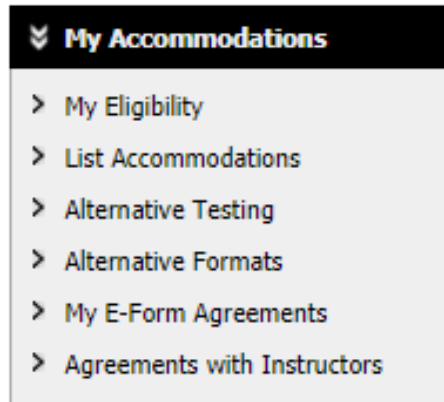 My Accommodations
My Eligibility
List Accommodations
Alternative Testing
Alternative Formats
My E-Form Agreements
Agreements with Instructors